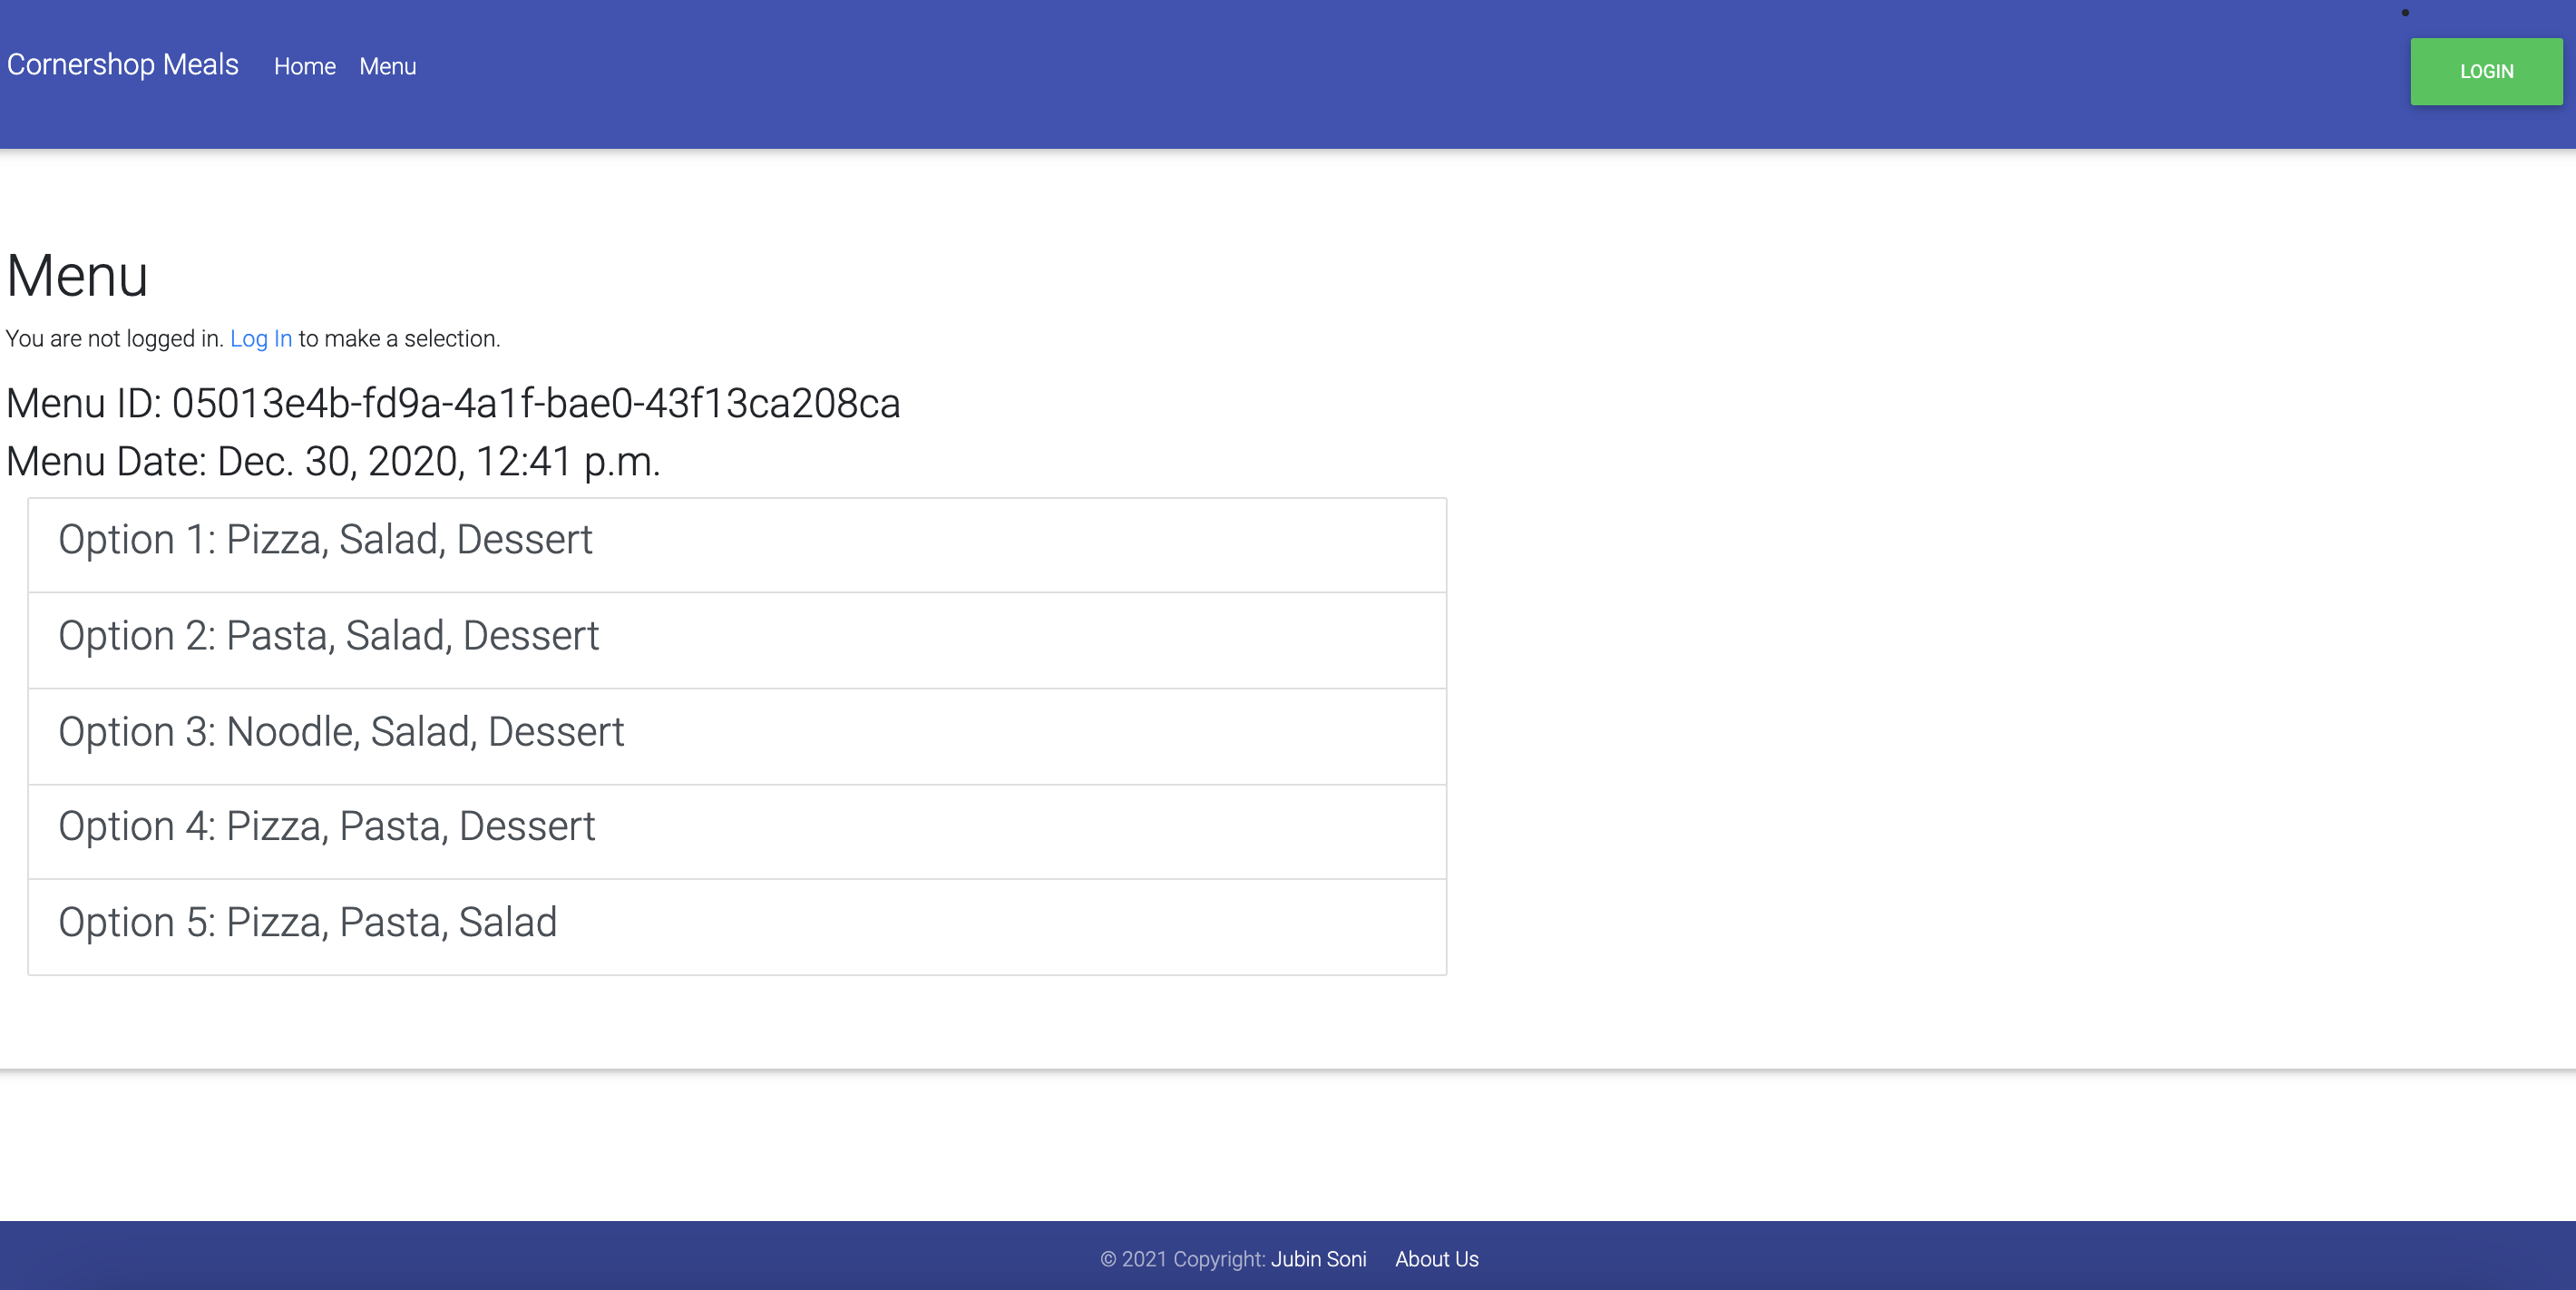 Cornershop Meals Home Menu LOGIN
Menu
You are not logged in. Log In to make a selection.
Menu ID: 05013e4b-fd9a-4a1f-bae0-43f13ca208ca
Menu Date: Dec. 30, 2020, 12:41 p.m.
Option 1: Pizza, Salad, Dessert
Option 2: Pasta, Salad, Dessert
Option 3: Noodle, Salad, Dessert
Option 4: Pizza, Pasta, Dessert
Option 5: Pizza, Pasta, Salad
© 2021 Copyright: Jubin Soni About Us